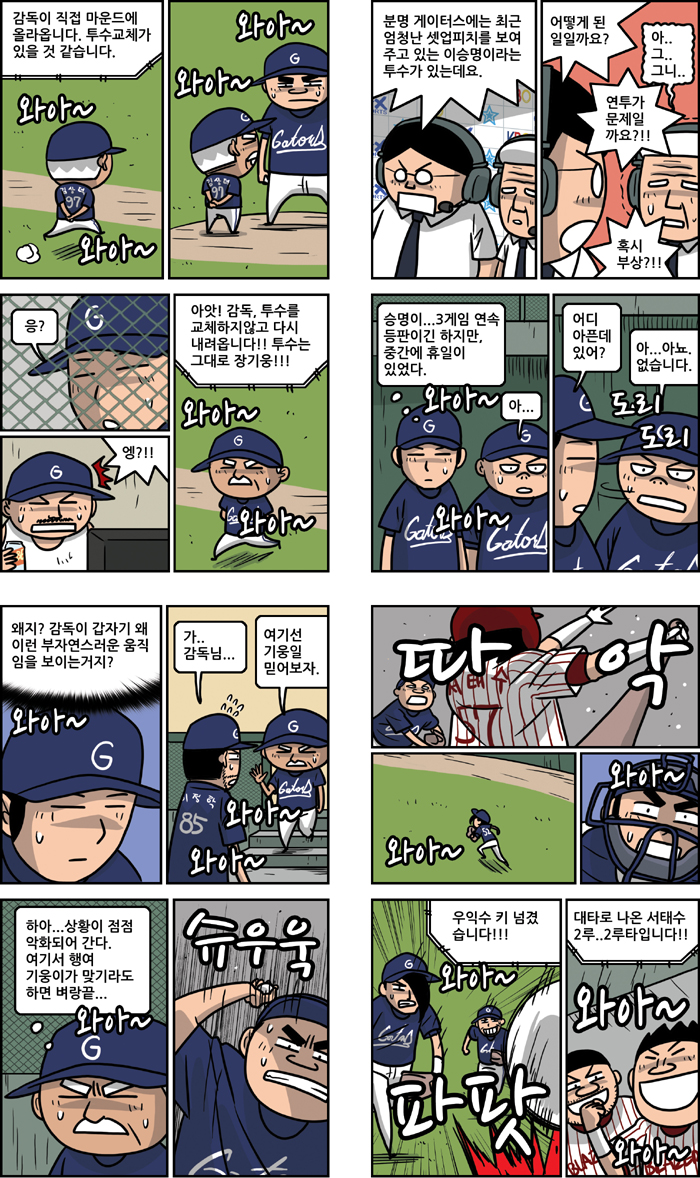 감독이 직접 마운드에
올라옵니다. 투수교체가
있을 것 같습니다.
와아~
97
와아~
와아~
와아~
Gators
97
와아~
분명 게이터스에는 최근
엄청난 셋업피치를 보여
주고 있는 이승명이라는
투수가 있는데요.
어떻게 된
일일까요?
아..
그..
그니..
연투가
문제일
까요?!!
혹시
부상?!!
응?
G
엥?!!
G
아앗! 감독, 투수를
교체하지않고 다시
내려옵니다!! 투수는
그대로 장기웅!!!
와아~
G
와아~
승명이...3게임 연속
등판이긴 하지만,
중간에 휴일이
있었다.
와아~
아...
G
G
와아~
Gators
Gators
어디
아픈데
있어?
아...아뇨.
없습니다.
도리
도리
왜지? 감독이 갑자기 왜
이런 부자연스러운 움직
임을 보이는거지?
와아~
G
가..
감독님...
여기선
기웅일
믿어보자.
G
Gators
85
와아~
와아~
따악
서태수
57
와아~
51
와아~
하아...상황이 점점
악화되어 간다.
여기서 행여
기웅이가 맞기라도
하면 벼랑끝...
와아~
G
슈우욱
G
우익수 키 넘겼
습니다!!!
와아~
G
Gators
파팟
대타로 나온 서태수
2루..2루타입니다!!
와아~
와아~